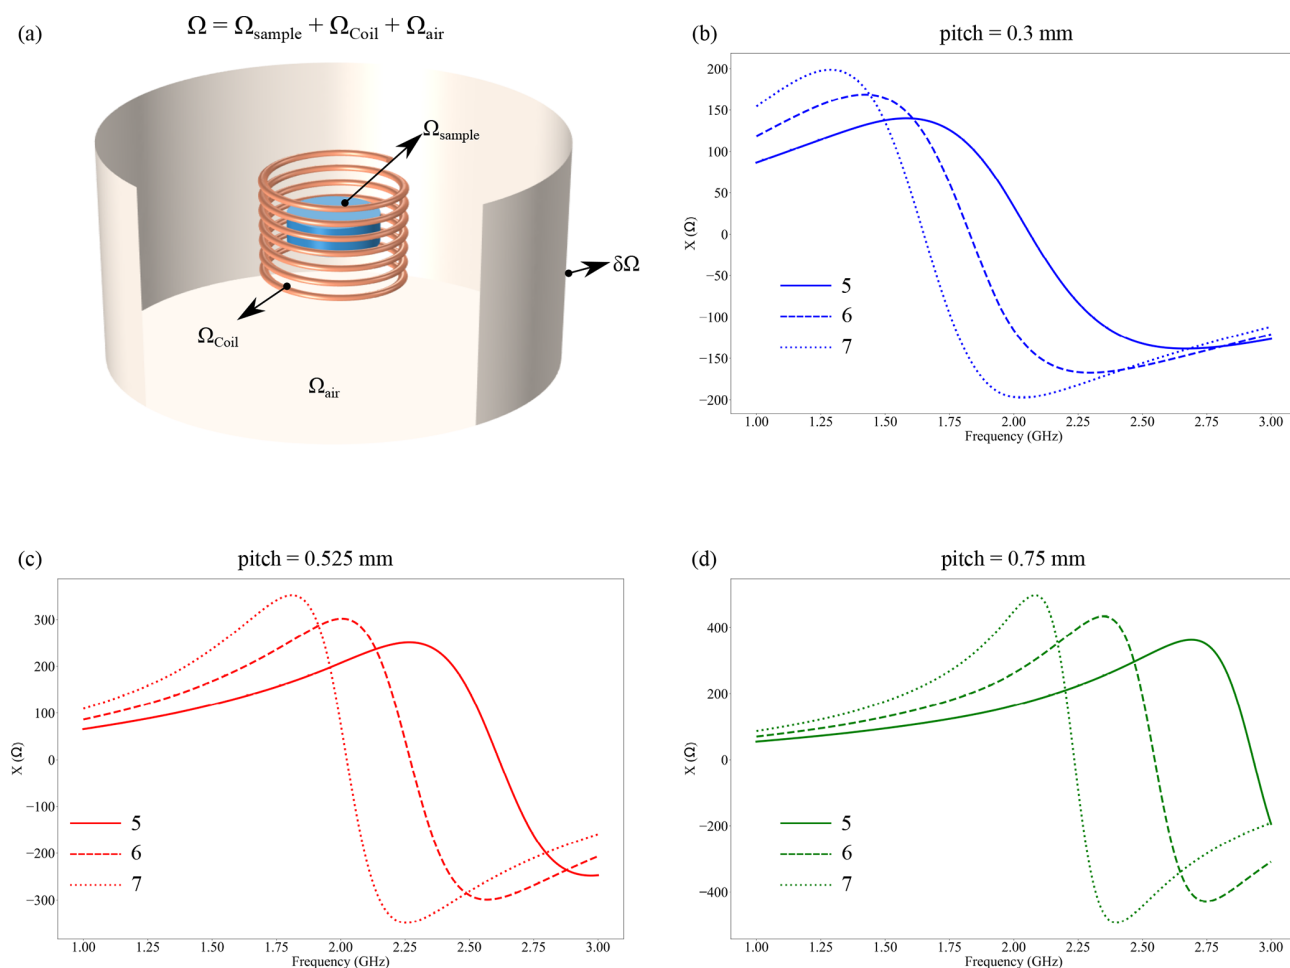 (a)
Ω = Ωsample + ΩCoil + Ωair
Ωsample
δΩ
ΩCoil
Ωair
(b)
pitch = 0.3 mm
X (Ω)
200
150
100
50
0
−50
−100
−150
−200
5
6
7
1.00 1.25 1.50 1.75 2.00 2.25 2.50 2.75 3.00
Frequency (GHz)
(c)
pitch = 0.525 mm
X (Ω)
300
200
100
0
−100
−200
−300
5
6
7
1.00 1.25 1.50 1.75 2.00 2.25 2.50 2.75 3.00
Frequency (GHz)
(d)
pitch = 0.75 mm
X (Ω)
400
200
0
−200
−400
5
6
7
1.00 1.25 1.50 1.75 2.00 2.25 2.50 2.75 3.00
Frequency (GHz)